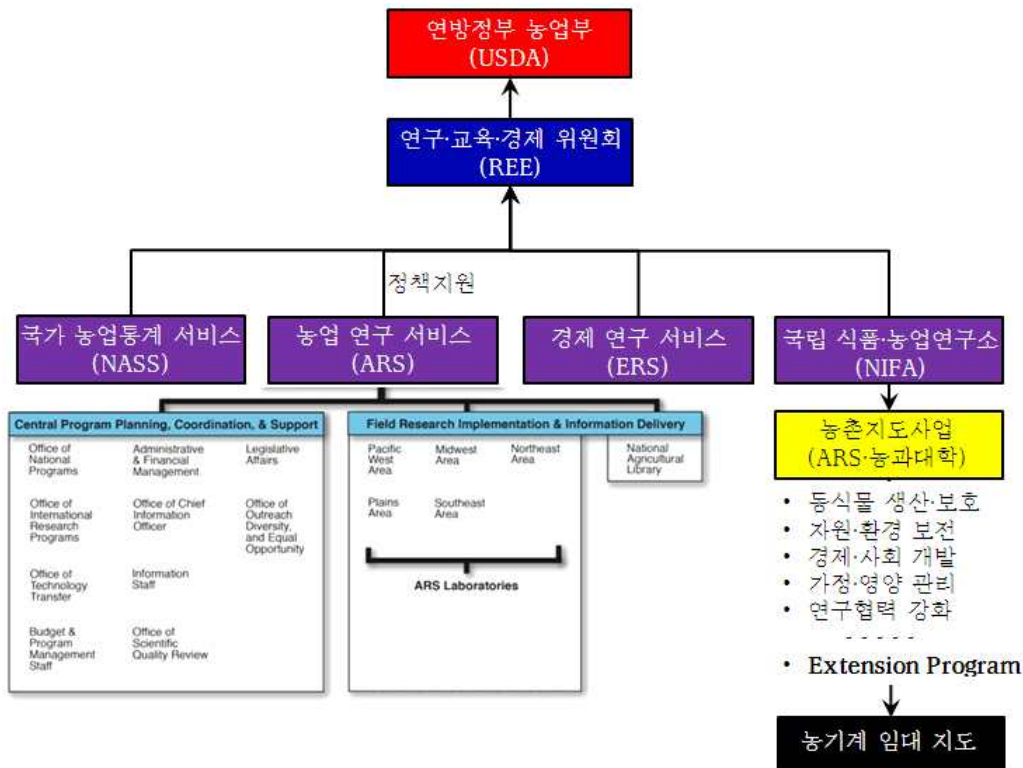 연방정부 농업부
(USDA)
연구·교육·경제 위원회
(REE)
정책지원
국가 농업통계 서비스
(NASS)
농업 연구 서비스
(ARS)
경제 연구 서비스
(ERS)
국립 식품·농업연구소
(NIFA)
Central Program Planning, Coordination, & Support
Office of
National
Programs
Administrative
& Financial
Management
Legislative
Affairs
Office of
International
Research
Programs
Office of Chief
Information
Officer
Office of
Outreach
Diversity,
and Equal
Opportunity
Office of
Technology
Transfer
Information
Staff
Budget &
Program
Management
Staff
Office of
Scientific
Quality Review
Field Research Implementation & Information Delivery
Pacific
West
Area
Midwest
Area
Northeast
Area
National
Agricultural
Library
Plains
Area
Southeast
Area
ARS Laboratories
농촌지도사업
(ARS·농과대학)
• 동식물 생산·보호
• 자원·환경 보전
• 경제·사회 개발
• 가정·영양 관리
• 연구협력 강화
- - - - -
• Extension Program
농기계 임대 지도